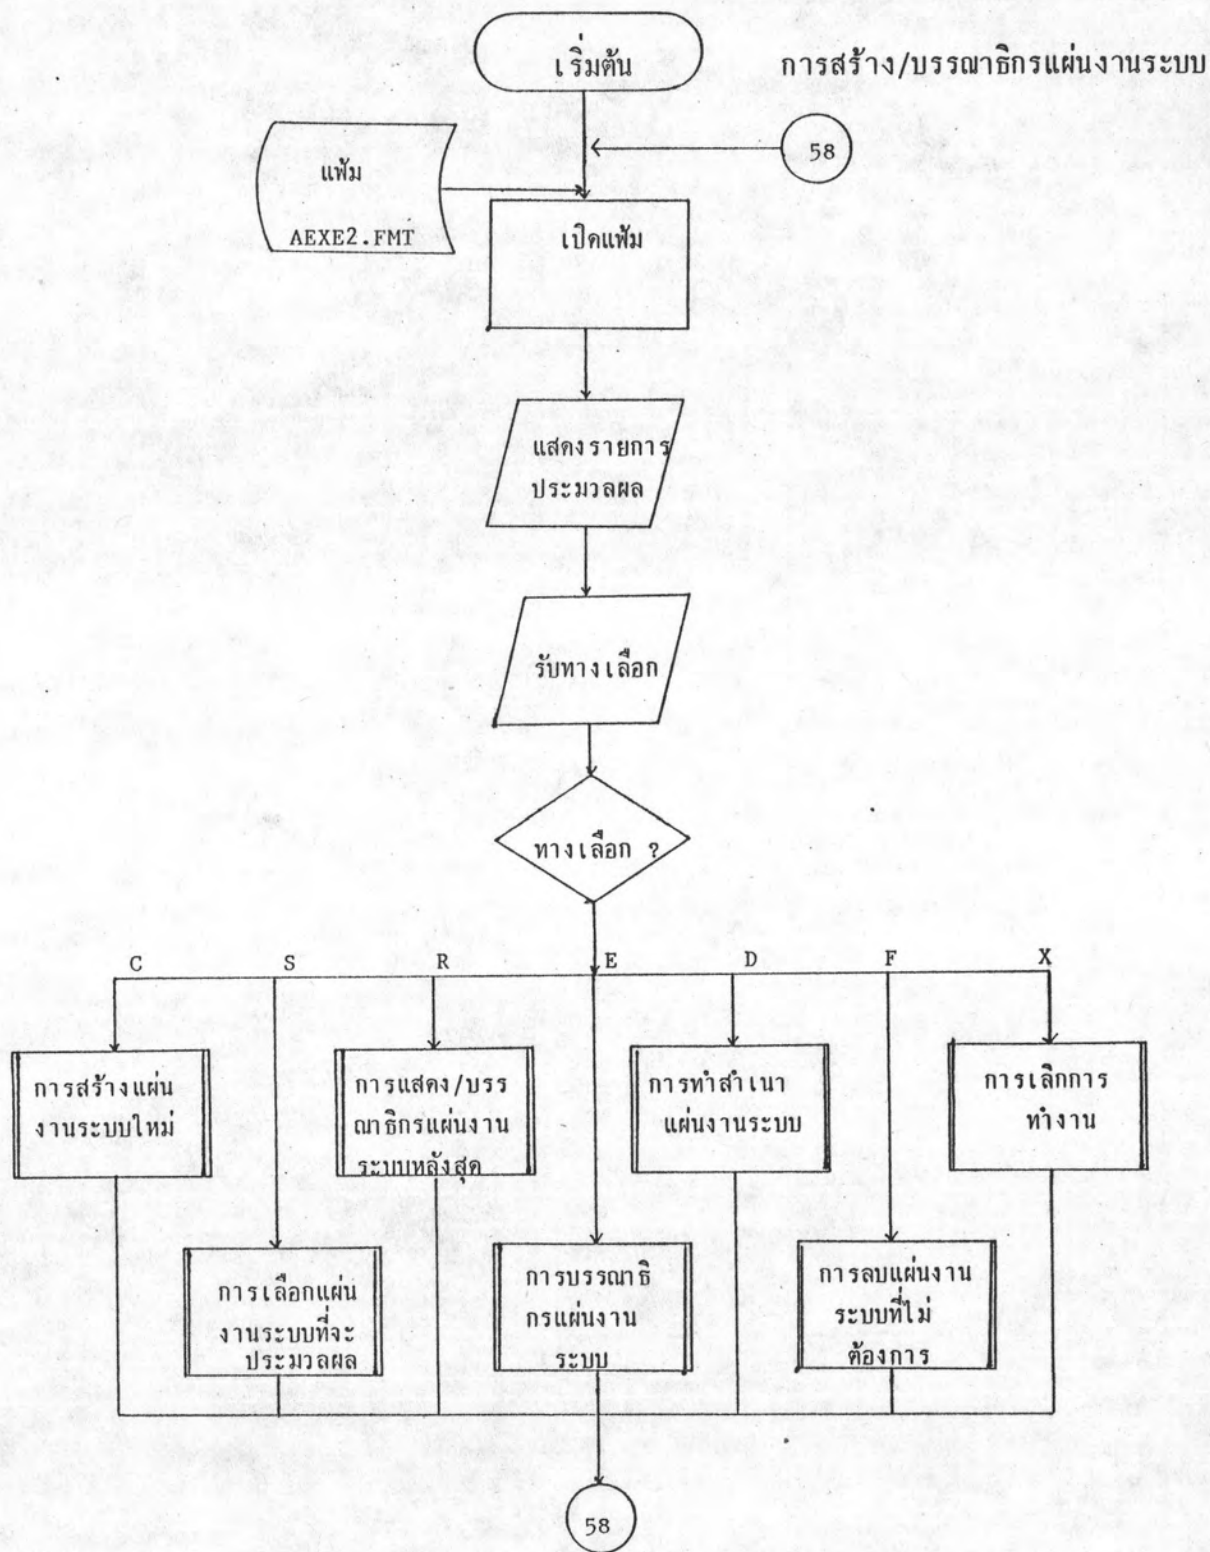 เริ่มต้น
การสร้าง/บรรณาธิกรแผ่นงานระบบ
58
แฟ้ม
AEXE2.FMT
เปิดแฟ้ม
แสดงรายการ
ประมวลผล
รับทางเลือก
ทางเลือก ?
C S R E D F X
การสร้างแผ่น
งานระบบใหม่
การแสดง/บรร
ณาธิกรแผ่นงาน
ระบบหลังสุด
การทำสำเนา
แผ่นงานระบบ
การเลิกการ
ทำงาน
การเลือกแผ่น
งานระบบที่จะ
ประมวลผล
การบรรณาธิ
กรแผ่นงาน
ระบบ
การลบแผ่นงาน
ระบบที่ไม่
ต้องการ
58